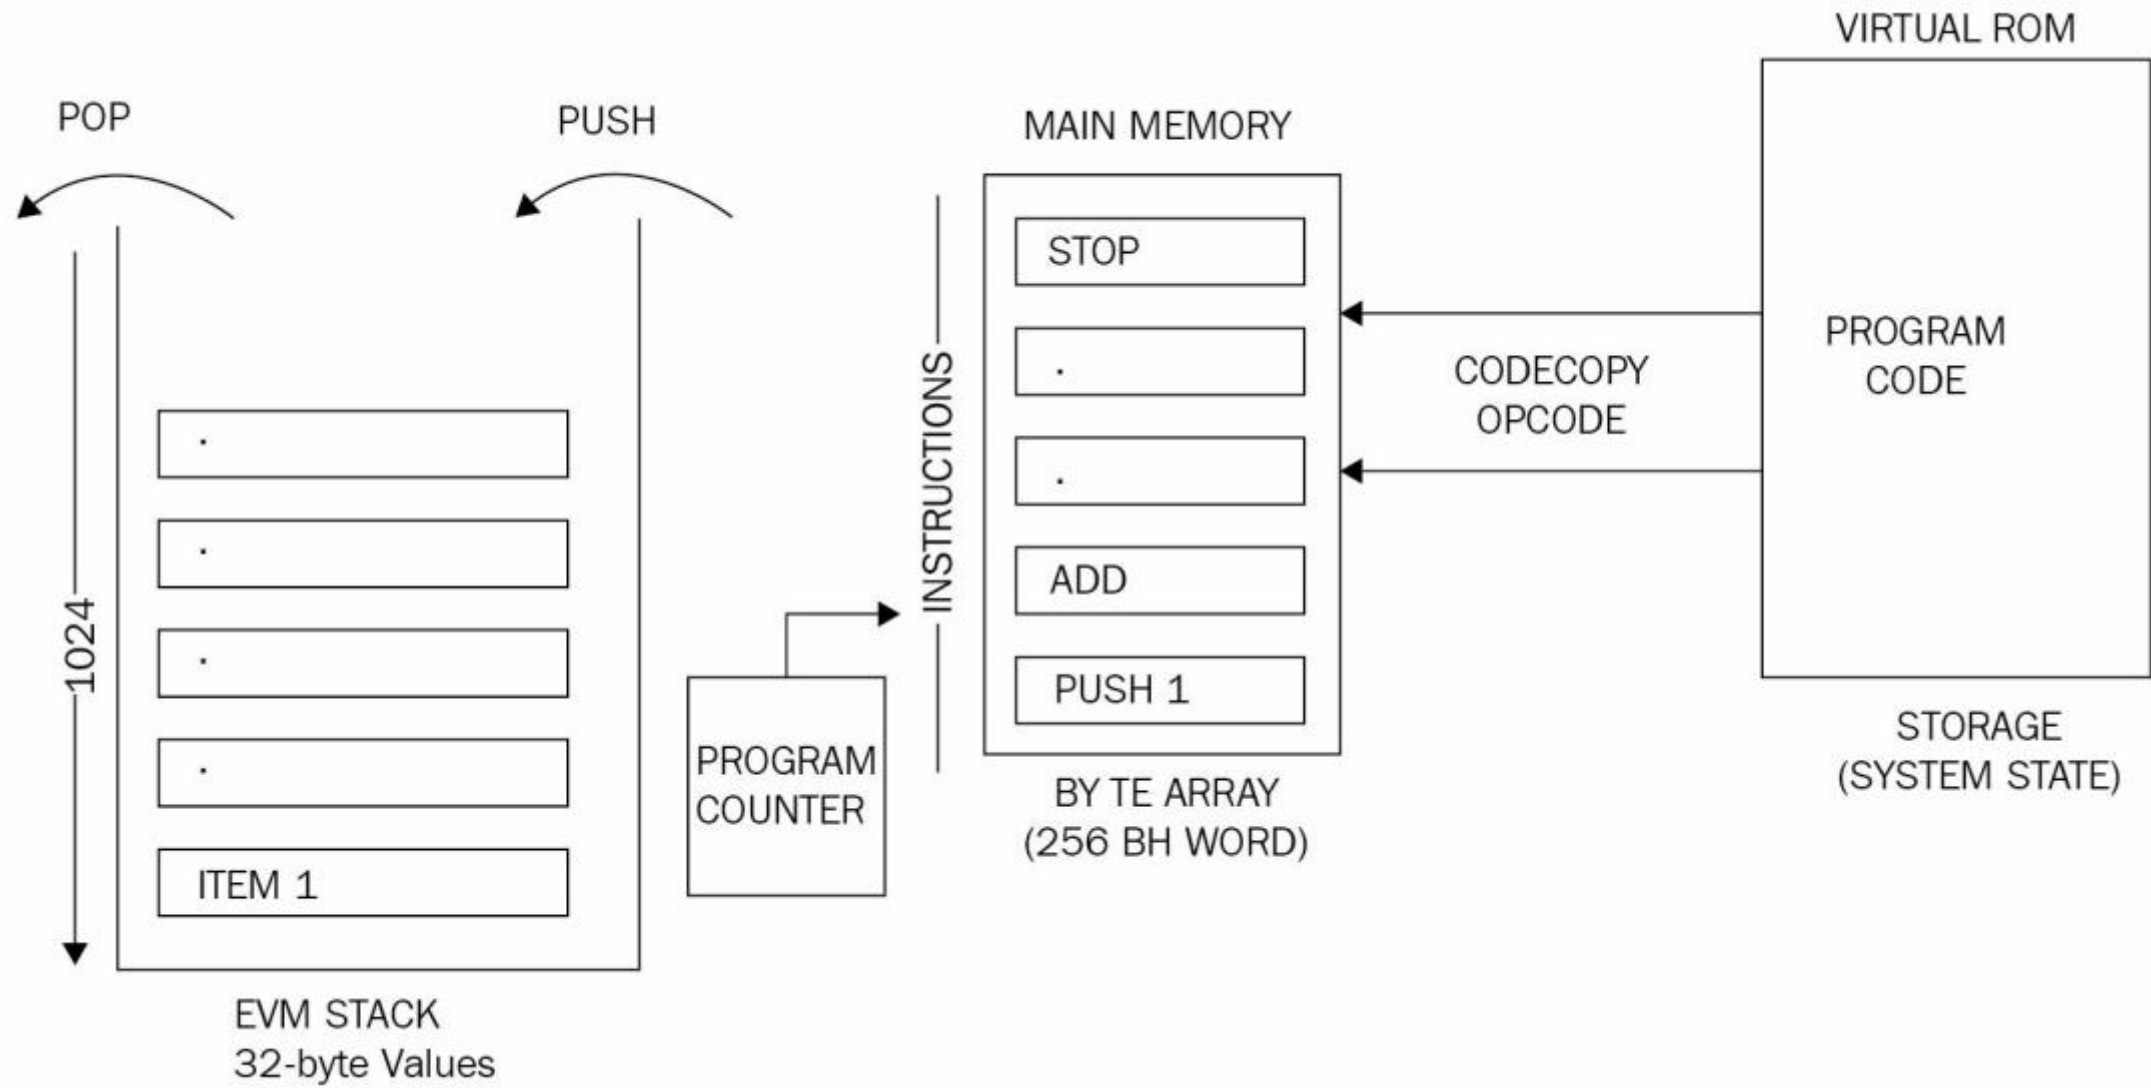 POP
PUSH
1024
.
.
.
.
ITEM 1
EVM STACK
32-byte Values
PROGRAM
COUNTER
INSTRUCTIONS
MAIN MEMORY
STOP
.
.
ADD
PUSH 1
BY TE ARRAY
(256 BH WORD)
CODECOPY
OPCODE
VIRTUAL ROM
PROGRAM
CODE
STORAGE
(SYSTEM STATE)